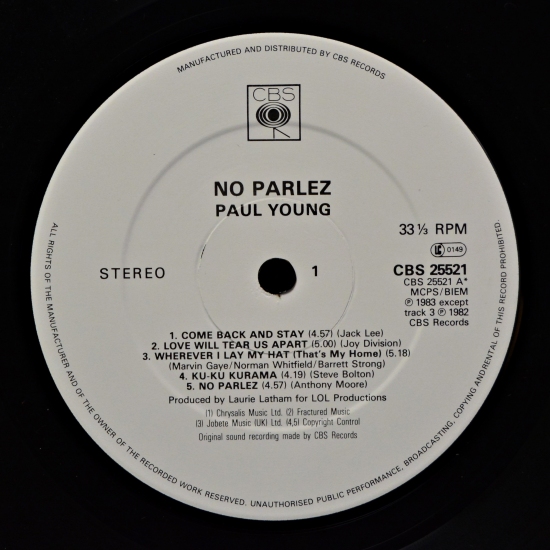 MANUFACTURED AND DISTRIBUTED BY CBS RECORDS
CBS
NO PARLEZ
PAUL YOUNG
33 1/3 RPM
LC 0149
STEREO
1
CBS 25521
CBS 25521 A*
MCPS/BIEM
℗ 1983 except
track 3 ℗ 1982
CBS Records
1. COME BACK AND STAY (4.57) (Jack Lee)
2. LOVE WILL TEAR US APART (5.00) (Joy Division)
3. WHEREVER I LAY MY HAT (That's My Home) (5.18)
(Marvin Gaye/Norman Whitfield/Barrett Strong)
4. KU-KU KURAMA (4.19) (Steve Bolton)
5. NO PARLEZ (4.57) (Anthony Moore)
Produced by Laurie Latham for LOL Productions
(1) Chrysalis Music Ltd. (2) Fractured Music
(3) Jobete Music (UK) Ltd. (4,5) Copyright Control
Original sound recording made by CBS Records
ALL RIGHTS OF THE MANUFACTURER AND OF THE OWNER OF THE RECORDED WORK RESERVED. UNAUTHORISED PUBLIC PERFORMANCE, BROADCASTING, COPYING AND RENTAL OF THIS RECORD PROHIBITED.